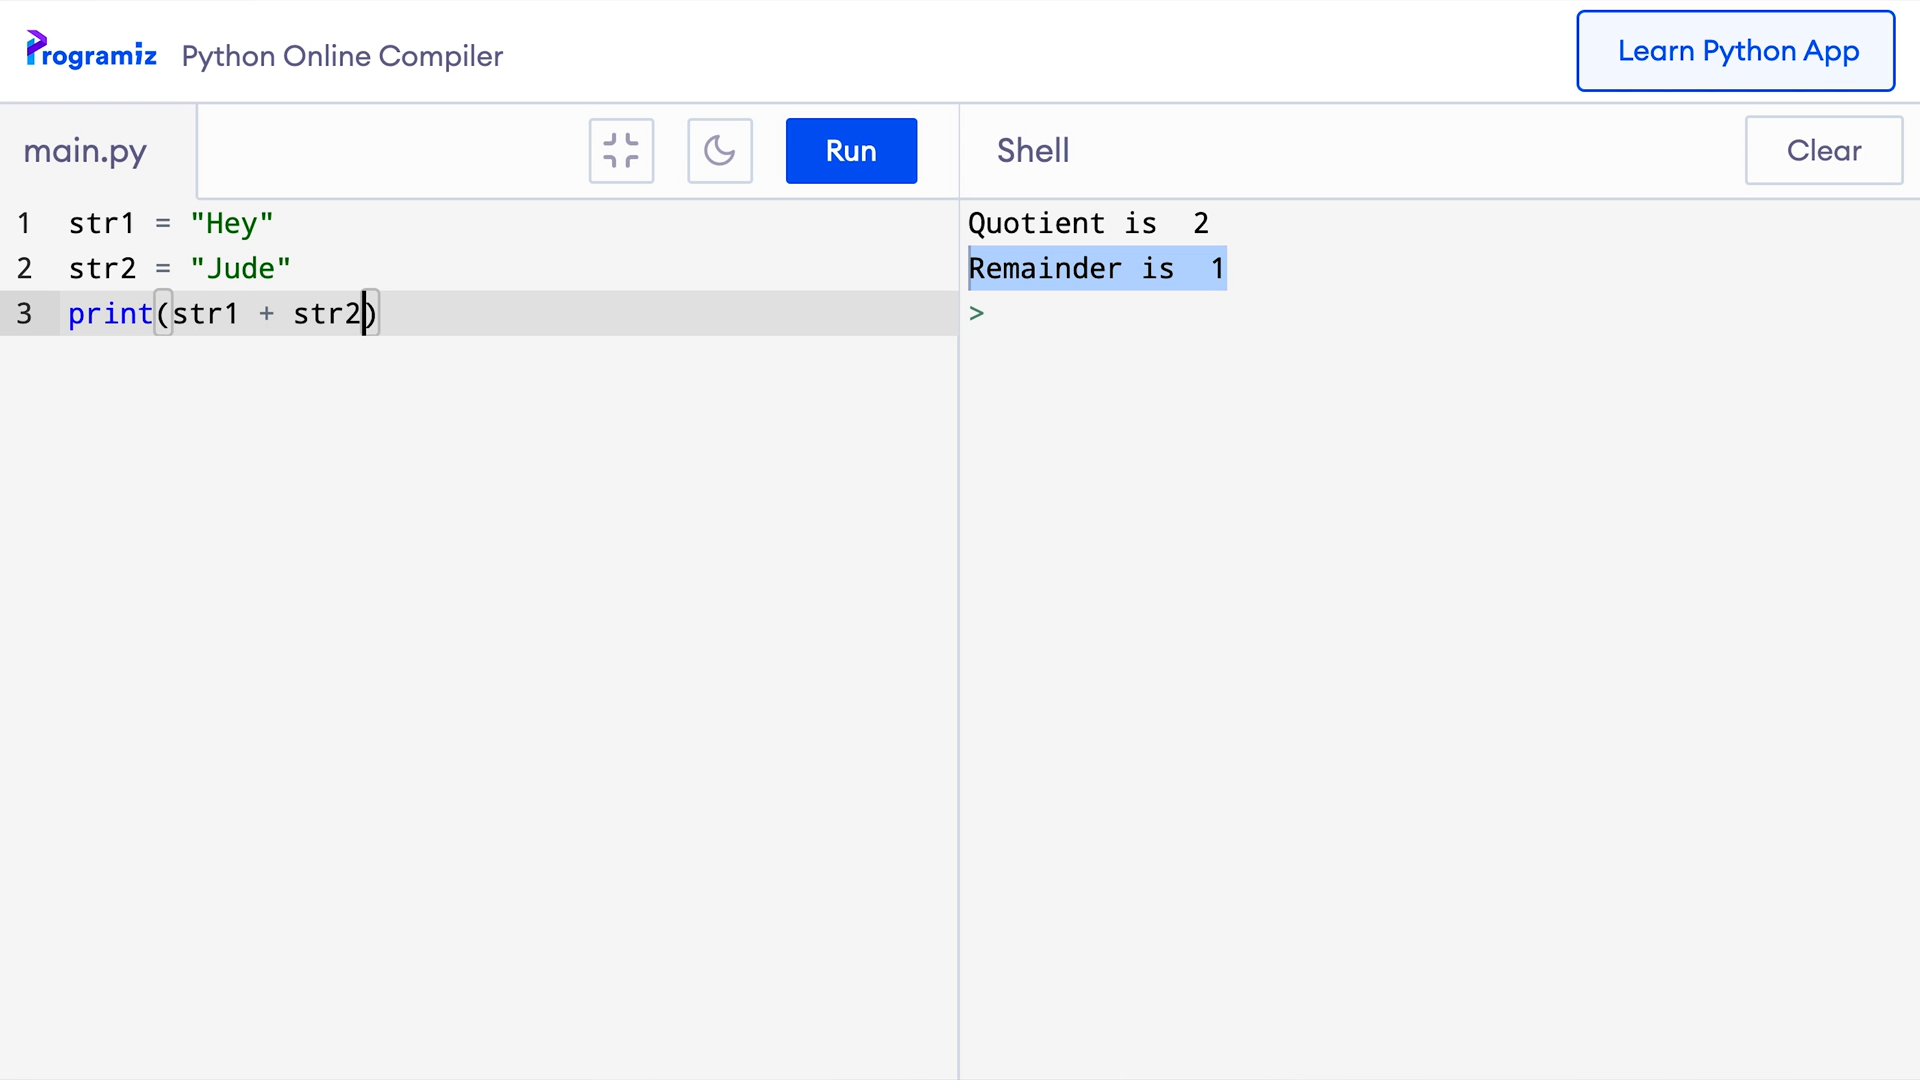 Programiz Python Online Compiler
Learn Python App
main.py
Run
Shell
Clear
1 str1 = "Hey"
2 str2 = "Jude"
3 print(str1 + str2)
Quotient is  2
Remainder is  1
>